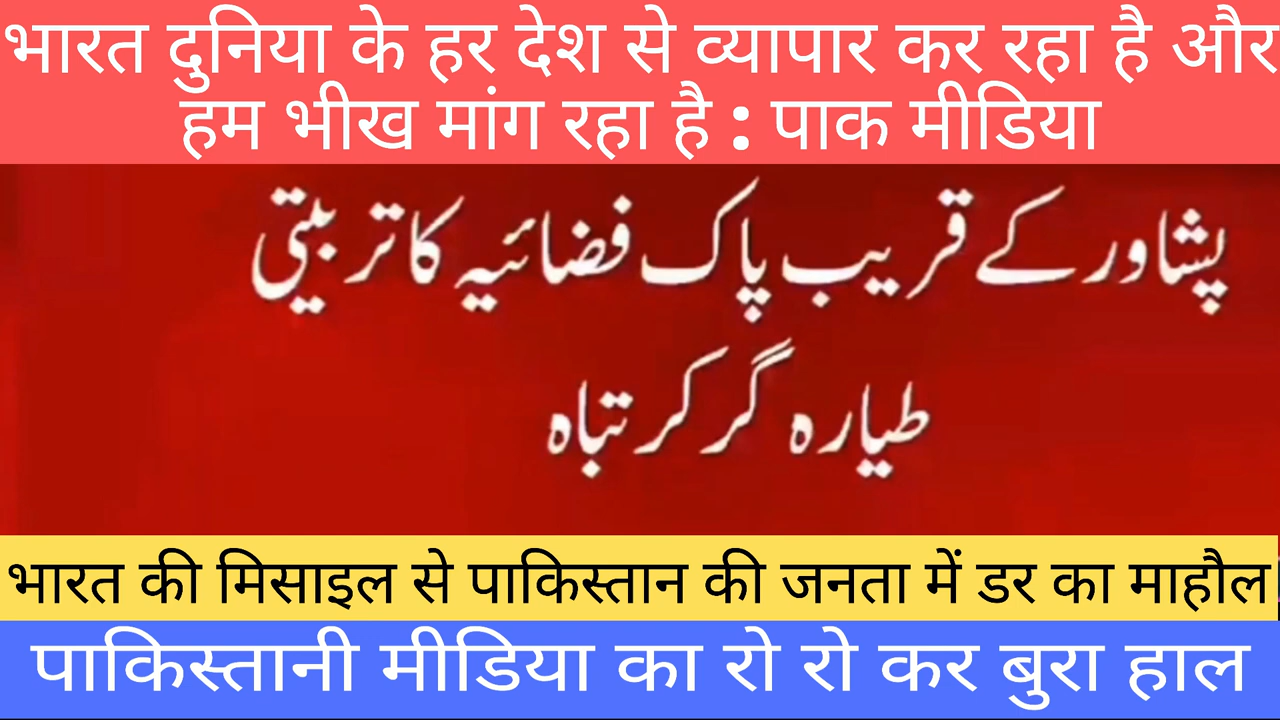 भारत दुनिया के हर देश से व्यापार कर रहा है और
हम भीख मांग रहा है : पाक मीडिया
پشاور کے قریب پاک فضائیہ کا تربیتی
طیارہ گر کر تباہ
भारत की मिसाइल से पाकिस्तान की जनता में डर का माहौल
पाकिस्तानी मीडिया का रो रो कर बुरा हाल